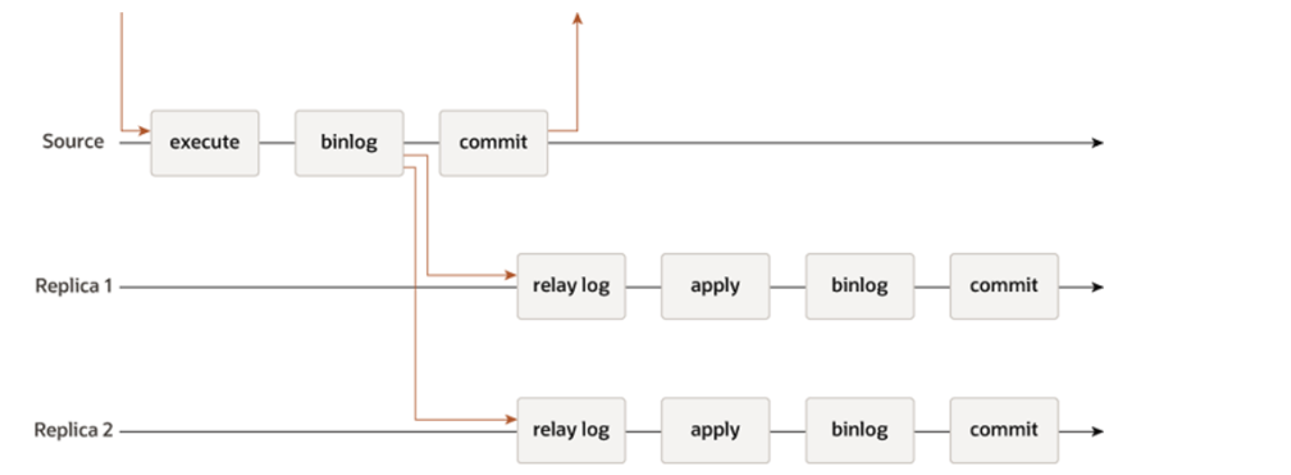 Source execute binlog commit
Replica 1 relay log apply binlog commit
Replica 2 relay log apply binlog commit